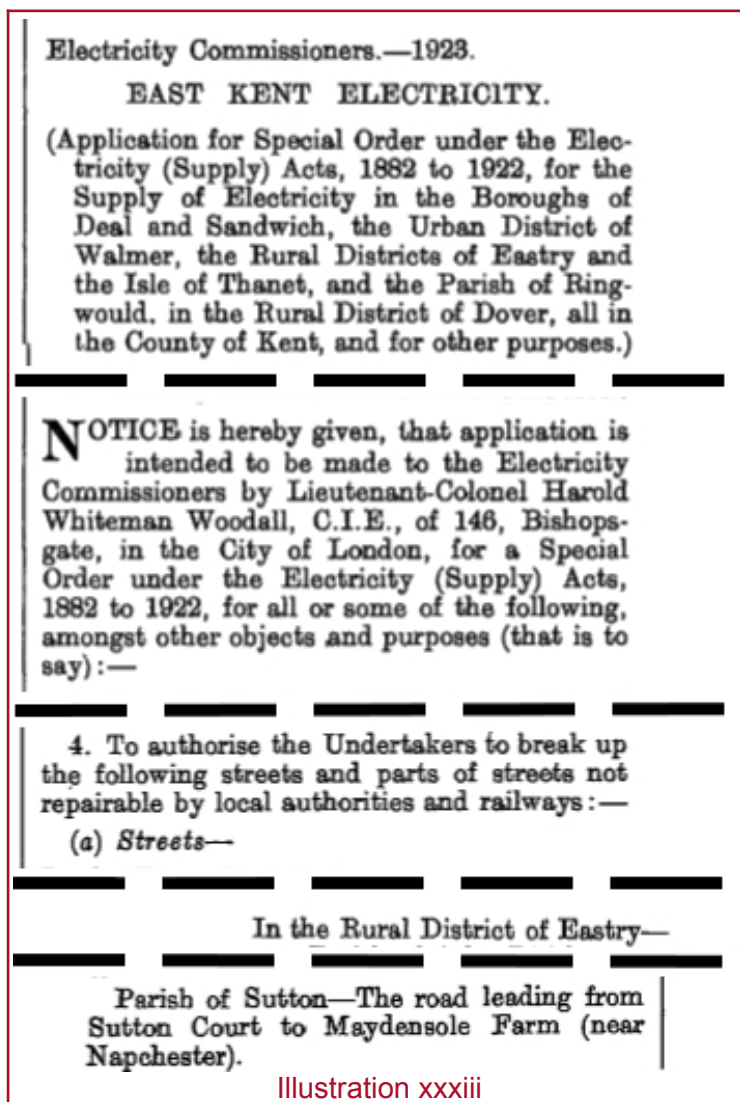 Electricity Commissioners.—1923.
EAST KENT ELECTRICITY.
(Application for Special Order under the Elec-
tricity (Supply) Acts, 1882 to 1922, for the
Supply of Electricity in the Boroughs of
Deal and Sandwich, the Urban District of
Walmer, the Rural Districts of Eastry and
the Isle of Thanet, and the Parish of Ring-
would, in the Rural District of Dover, all in
the County of Kent, and for other purposes.)
NOTICE is hereby given, that application is
intended to be made to the Electricity
Commissioners by Lieutenant-Colonel Harold
Whiteman Woodall, C.I.E., of 146, Bishops-
gate, in the City of London, for a Special
Order under the Electricity (Supply) Acts,
1882 to 1922, for all or some of the following,
amongst other objects and purposes (that is to
say):—
4. To authorise the Undertakers to break up
the following streets and parts of streets not
repairable by local authorities and railways:—
(a) Streets—
In the Rural District of Eastry—
Parish of Sutton—The road leading from
Sutton Court to Maydensole Farm (near
Napchester).
Illustration xxxiii